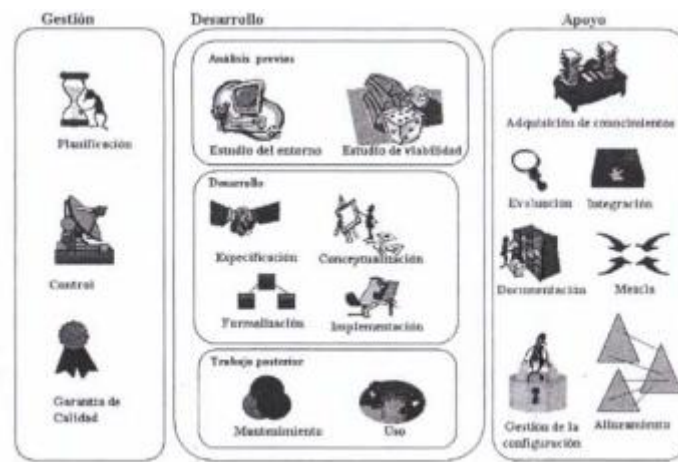 Gestión
Desarrollo
Apoyo
Planificación
Control
Garantía de
Calidad
Análisis previos
Estudio del entorno
Estudio de viabilidad
Desarrollo
Especificación
Conceptualización
Formalización
Implementación
Trabajo posterior
Mantenimiento
Uso
Adquisición de conocimientos
Evaluación
Integración
Documentación
Mezcla
Gestión de la
configuración
Alineamiento